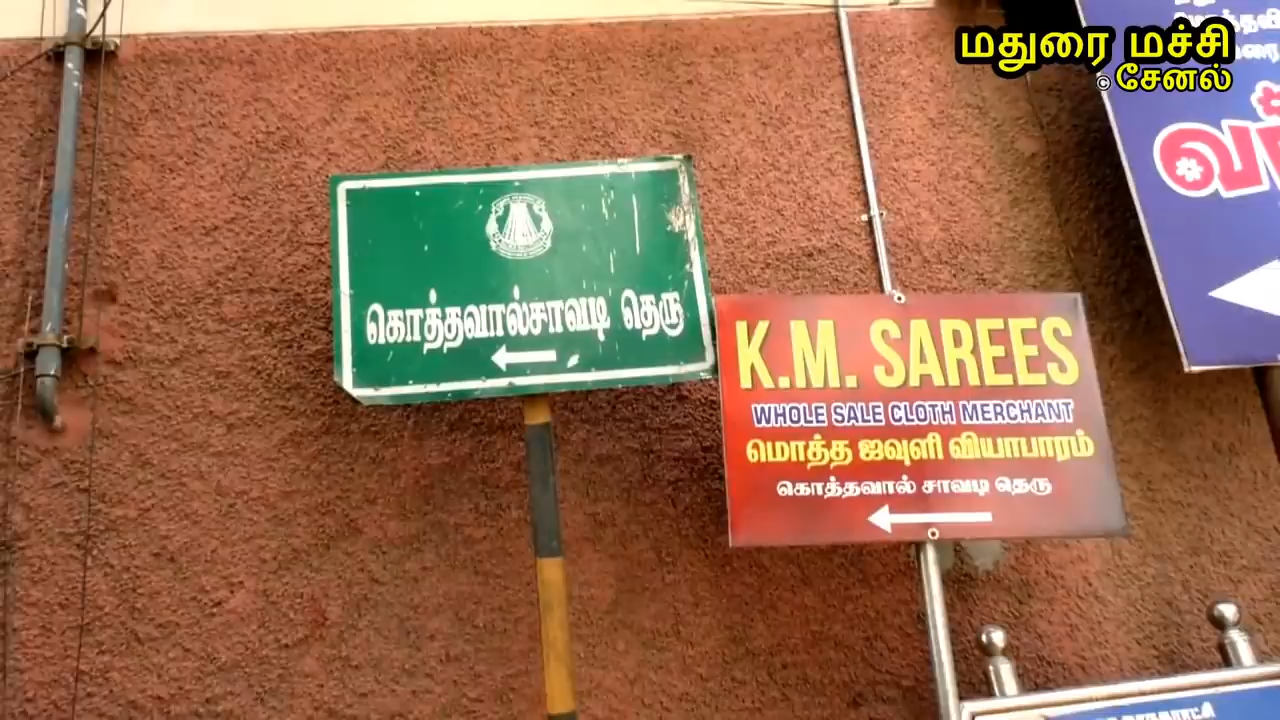 மதுரை மச்சி
© சேனல்
கொத்தவால்சாவடி தெரு
K.M. SAREES
WHOLE SALE CLOTH MERCHANT
மொத்த ஜவுளி வியாபாரம்
கொத்தவால் சாவடி தெரு